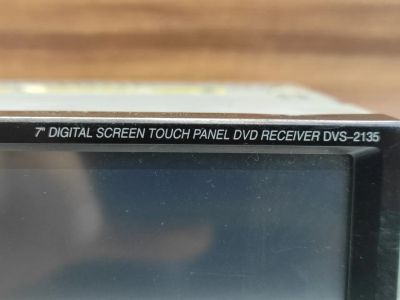 7" DIGITAL SCREEN TOUCH PANEL DVD RECEIVER DVS-2135